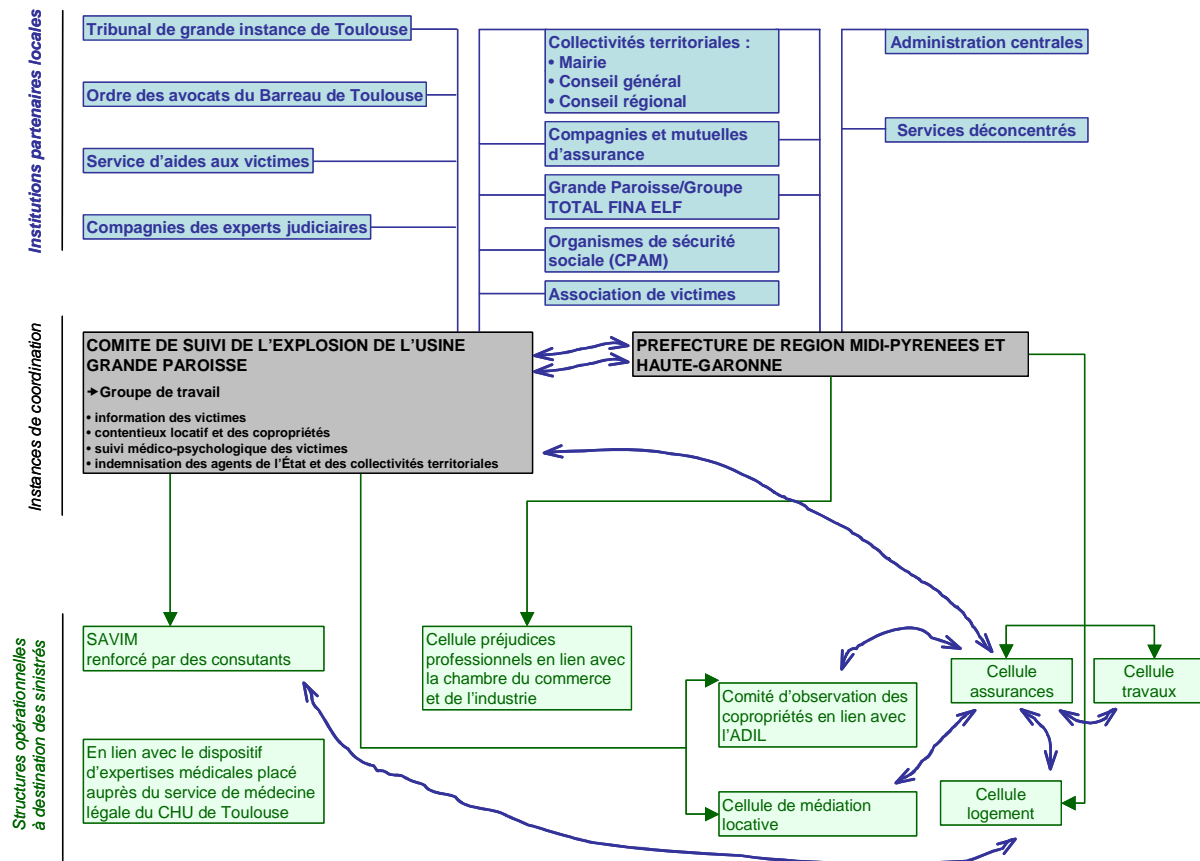 Institutions partenaires locales
Tribunal de grande instance de Toulouse
Ordre des avocats du Barreau de Toulouse
Service d'aides aux victimes
Compagnies des experts judiciaires
Collectivités territoriales :
• Mairie
• Conseil général
• Conseil régional
Compagnies et mutuelles
d'assurance
Grande Paroisse/Groupe
TOTAL FINA ELF
Organismes de sécurité
sociale (CPAM)
Association de victimes
Administration centrales
Services déconcentrés
Instances de coordination
COMITE DE SUIVI DE L'EXPLOSION DE L'USINE
GRANDE PAROISSE
Groupe de travail
• information des victimes
• contentieux locatif et des copropriétés
• suivi médico-psychologique des victimes
• indemnisation des agents de l'État et des collectivités territoriales
PREFECTURE DE REGION MIDI-PYRENEES ET
HAUTE-GARONNE
Structures opérationnelles
à destination des sinistrés
SAVIM
renforcé par des consutants
En lien avec le dispositif
d'expertises médicales placé
auprès du service de médecine
légale du CHU de Toulouse
Cellule préjudices
professionnels en lien avec
la chambre du commerce
et de l'industrie
Comité d'observation des
copropriétés en lien avec
l'ADIL
Cellule de médiation
locative
Cellule
assurances
Cellule
travaux
Cellule
logement